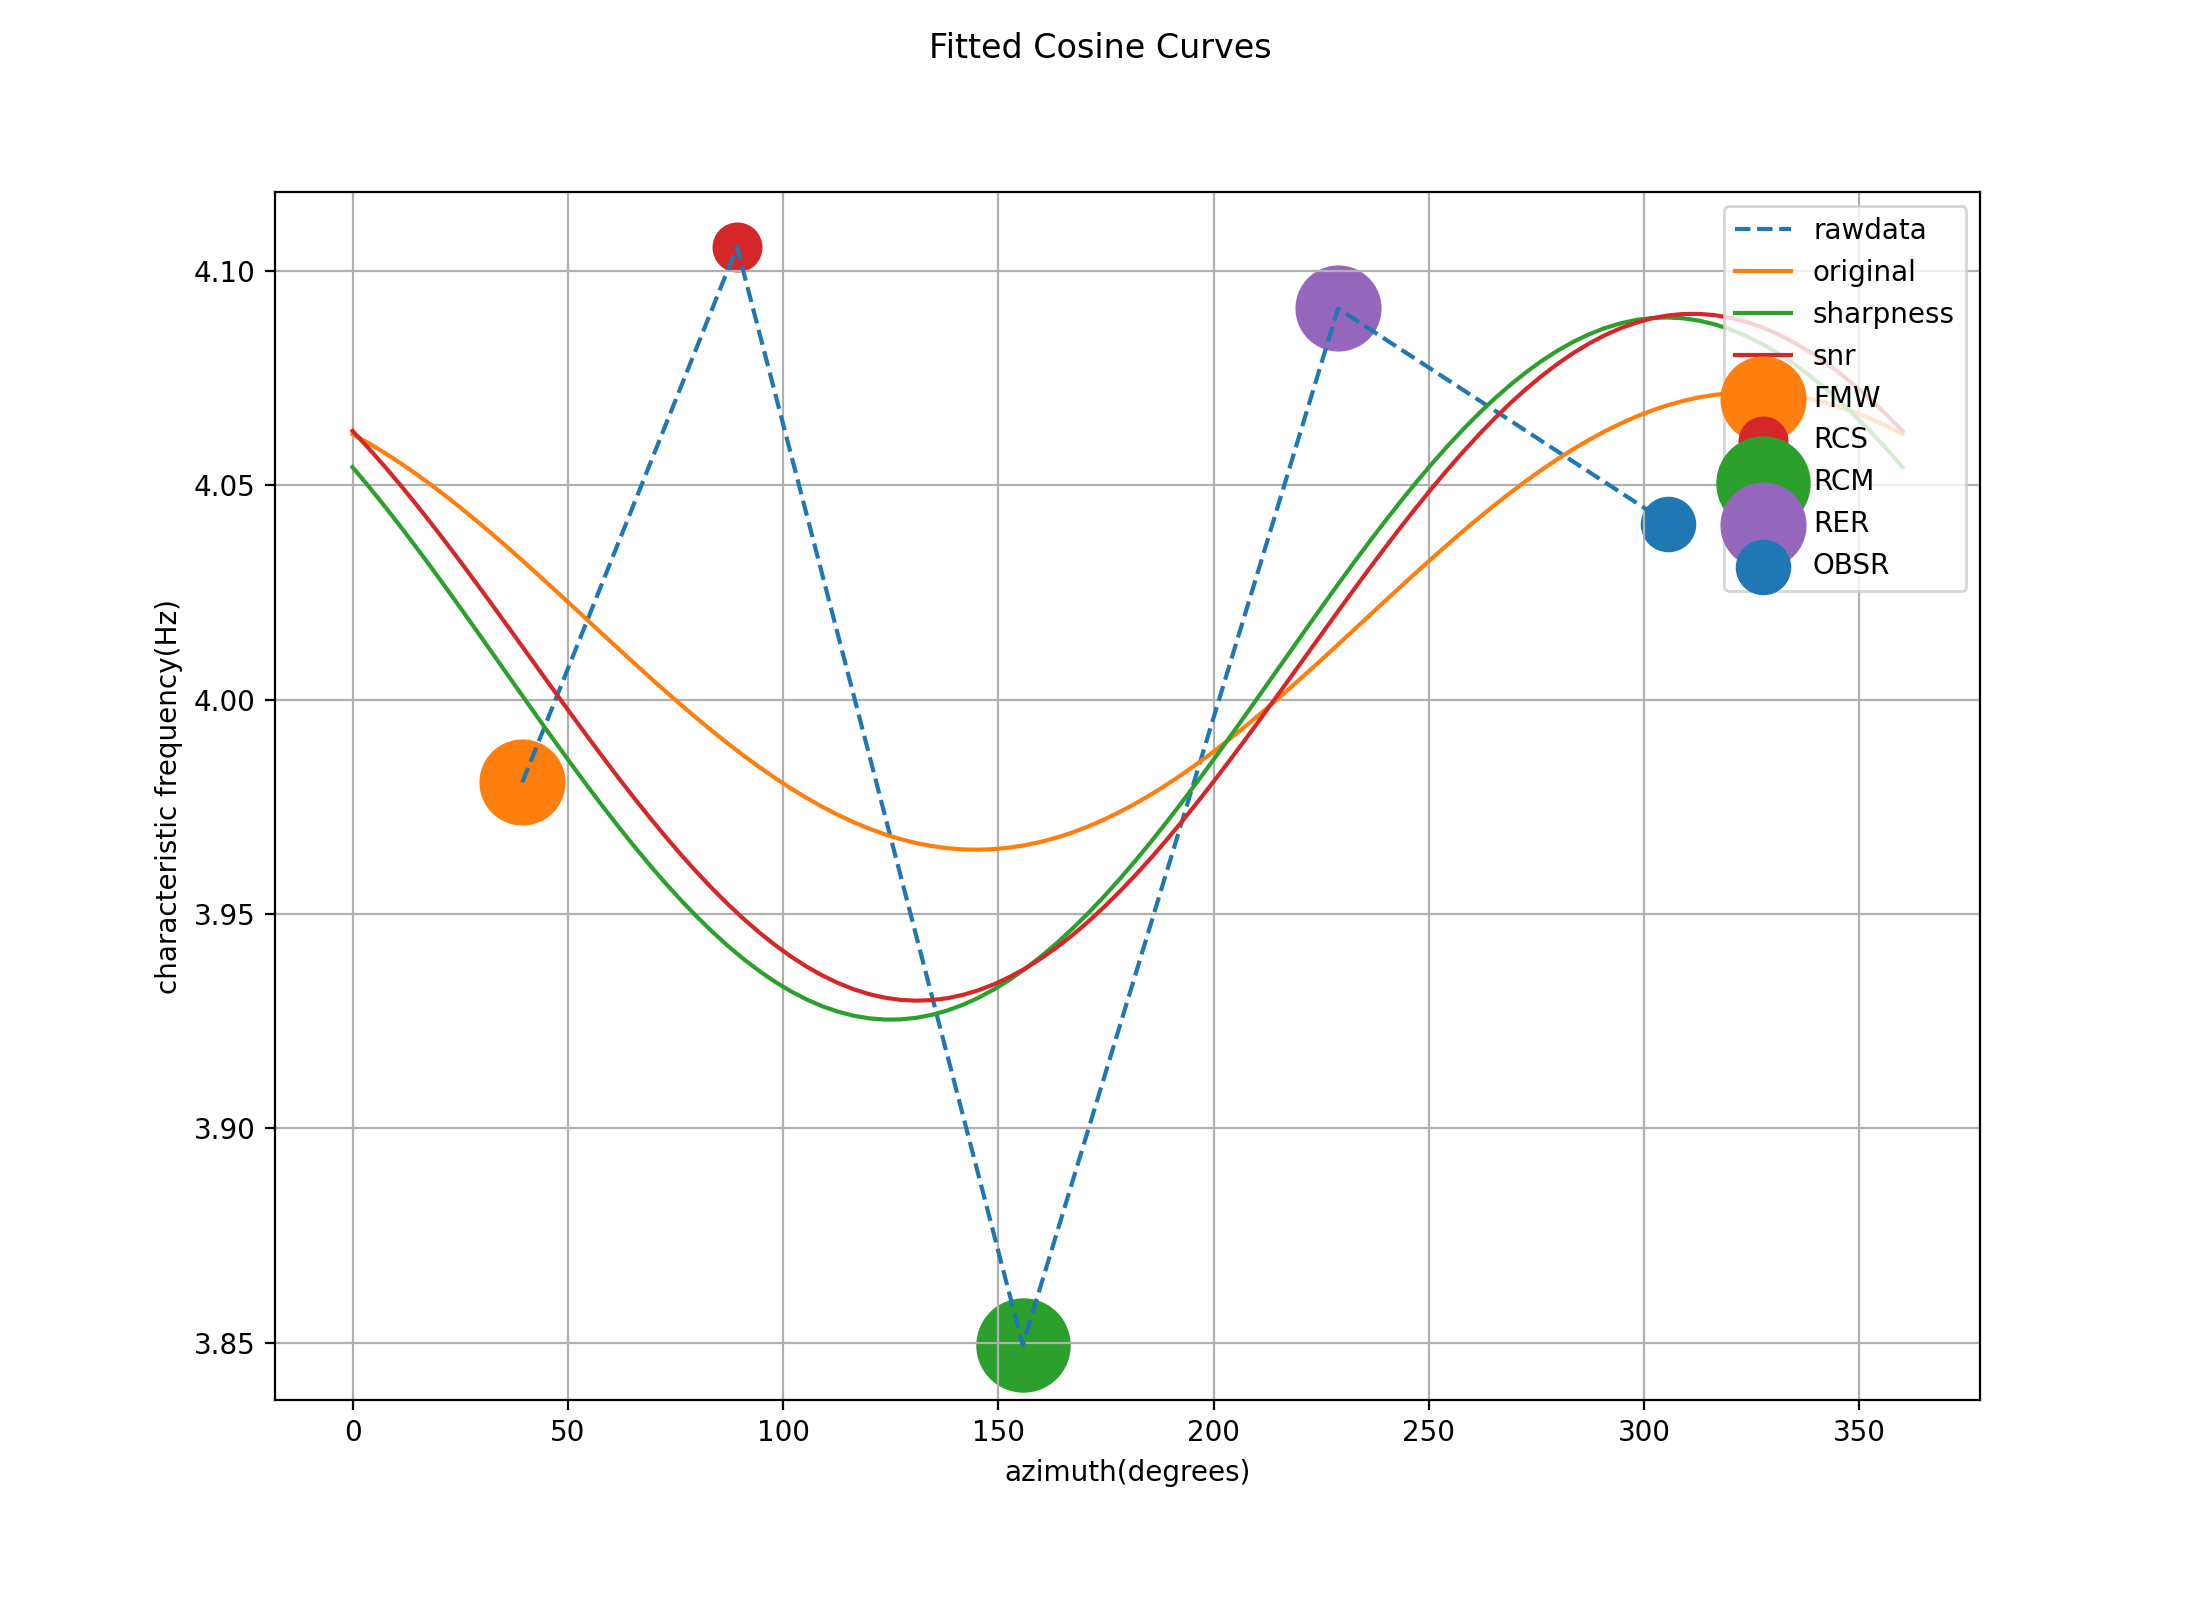 Fitted Cosine Curves
rawdata
original
sharpness
snr
FMW
RCS
RCM
RER
OBSR
characteristic frequency(Hz)
4.10
4.05
4.00
3.95
3.90
3.85
0 50 100 150 200 250 300 350
azimuth(degrees)